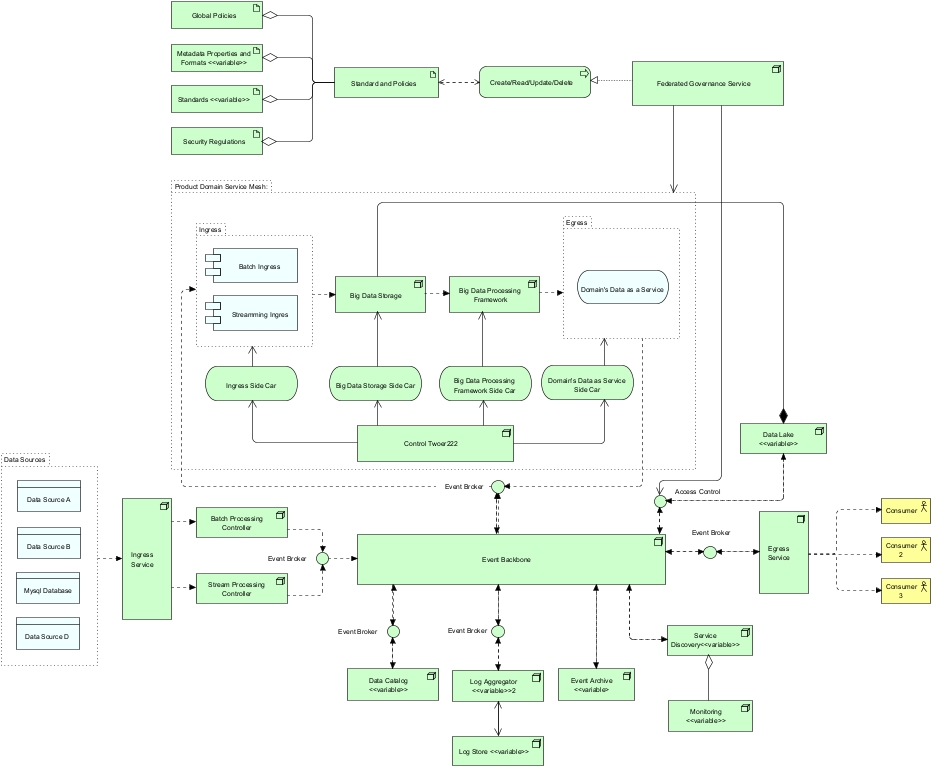 Global Policies
Metadata Properties and
Formats <<variable>>
Standards <<variable>>
Security Regulations
Standard and Policies
Create/Read/Update/Delete
Federated Governance Service
Product Domain Service Mesh:
Ingress
Batch Ingress
Streamming Ingres
Big Data Storage
Big Data Processing
Framework
Egress
Domain's Data as a Service
Ingress Side Car
Big Data Storage Side Car
Big Data Processing
Framework Side Car
Domain's Data as Service
Side Car
Control Twoer222
Data Lake
<<variable>>
Data Sources
Data Source A
Data Source B
Mysql Database
Data Source D
Ingress
Service
Batch Processing
Controller
Stream Processing
Controller
Event Broker
Event Broker
Access Control
Event Backbone
Event Broker
Egress
Service
Consumer
Consumer
2
Consumer
3
Event Broker
Event Broker
Data Catalog
<<variable>>
Log Aggregator
<<variable>>2
Event Archive
<<variable>
Service
Discovery<<variable>>
Monitoring
<<variable>>
Log Store <<variable>>